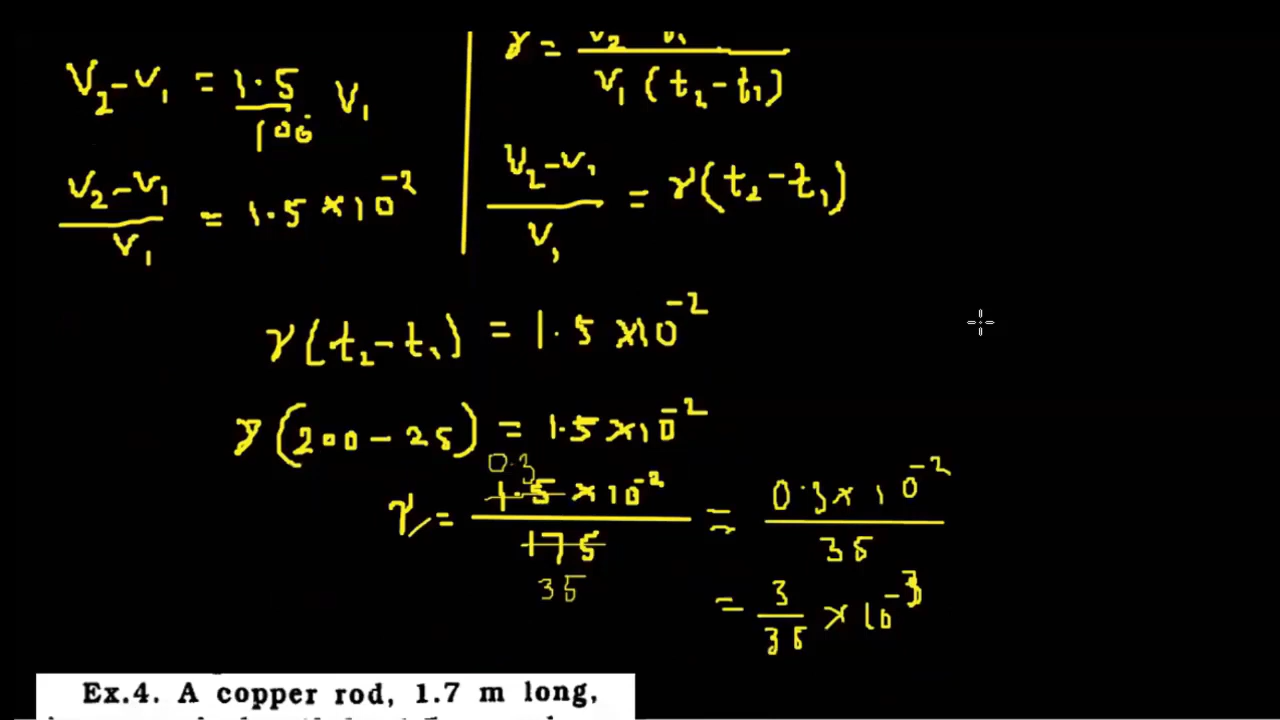 V₂-V₁ = 1.5/100 V₁
(V₂-V₁)/V₁ = 1.5 × 10⁻²
γ = (V₂-V₁)/(V₁(t₂-t₁))
(V₂-V₁)/V₁ = γ(t₂-t₁)
γ(t₂-t₁) = 1.5 × 10⁻²
γ(200-25) = 1.5 × 10⁻²
0.3
γ = (1.5 × 10⁻²)/175 = (0.3 × 10⁻²)/35
35
= 3/35 × 10⁻³
Ex.4. A copper rod, 1.7 m long,